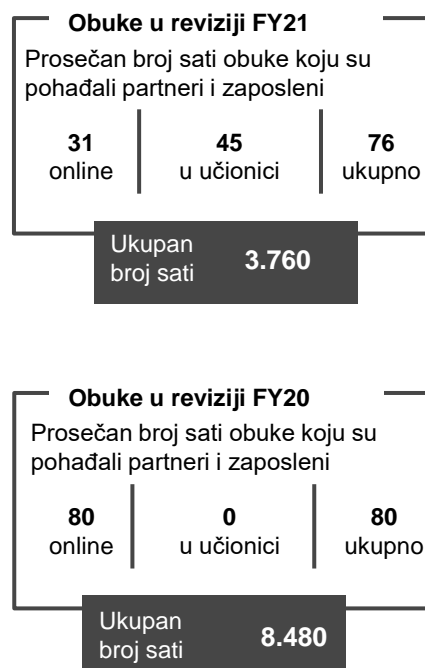 Obuke u reviziji FY21
Prosečan broj sati obuke koju su
pohađali partneri i zaposleni
31 45 76
online u učionici ukupno
Ukupan
broj sati 3.760
Obuke u reviziji FY20
Prosečan broj sati obuke koju su
pohađali partneri i zaposleni
80 0 80
online u učionici ukupno
Ukupan
broj sati 8.480